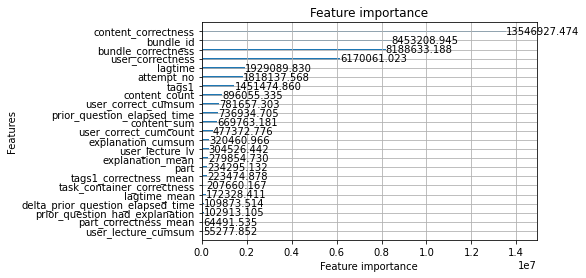 Feature importance
content_correctness 13546927.474
bundle_id 8453208.945
bundle_correctness 8188633.188
user_correctness 6170061.023
lagtime 1929089.830
attempt_no 1818137.568
tags1 1451474.860
content_count 896055.335
user_correct_cumsum 781657.303
prior_question_elapsed_time 736934.705
content_sum 669763.181
user_correct_cumcount 477372.776
explanation_cumsum 320460.966
user_lecture_lv 304526.442
explanation_mean 279854.730
part 234295.132
tags1_correctness_mean 223474.878
task_container_correctness 207660.167
lagtime_mean 172328.411
delta_prior_question_elapsed_time 109873.514
prior_question_had_explanation 102913.105
part_correctness_mean 64491.535
user_lecture_cumsum 55277.852
Features
0.0 0.2 0.4 0.6 0.8 1.0 1.2 1.4
1e7
Feature importance